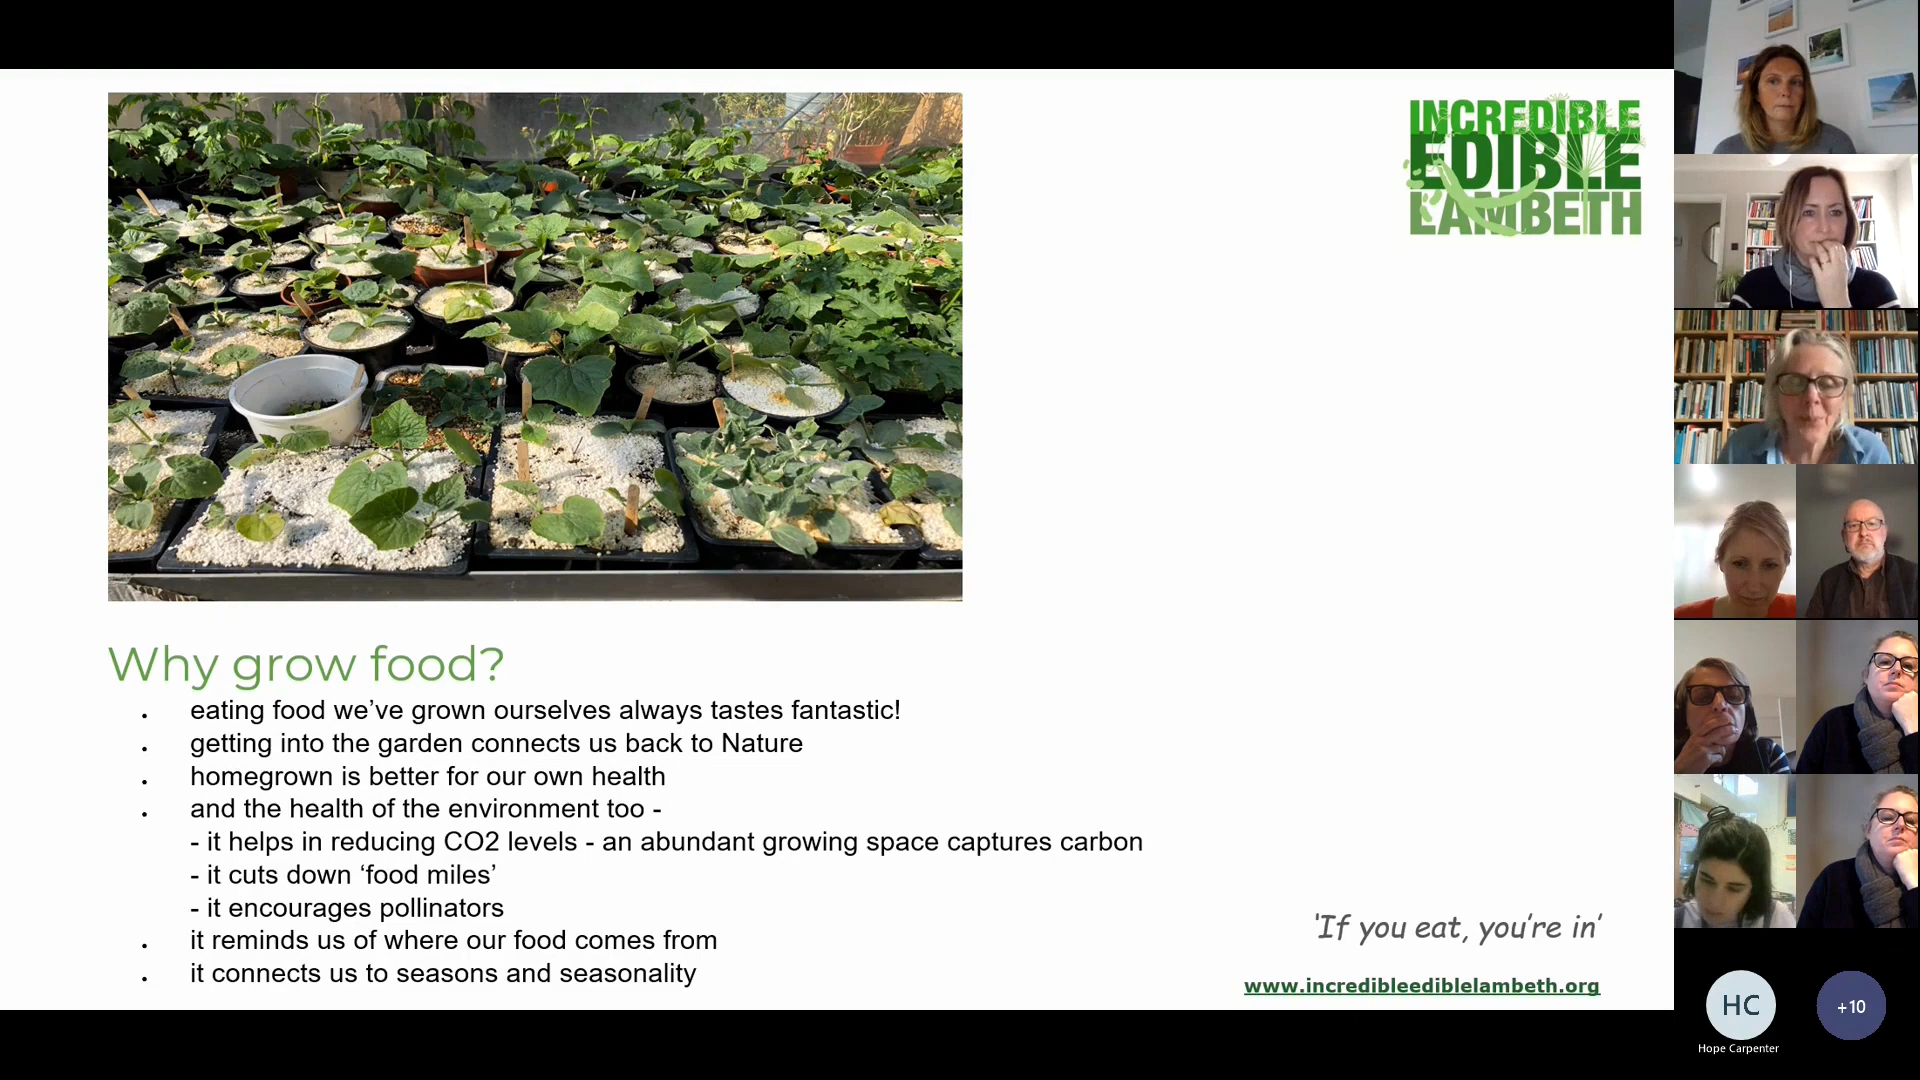 INCREDIBLE
EDIBLE
LAMBETH
Why grow food?
. eating food we’ve grown ourselves always tastes fantastic!
. getting into the garden connects us back to Nature
. homegrown is better for our own health
. and the health of the environment too -
- it helps in reducing CO2 levels - an abundant growing space captures carbon
- it cuts down ‘food miles’
- it encourages pollinators
. it reminds us of where our food comes from
. it connects us to seasons and seasonality
‘If you eat, you’re in’
www.incredibleediblelambeth.org
HC
+10
Hope Carpenter